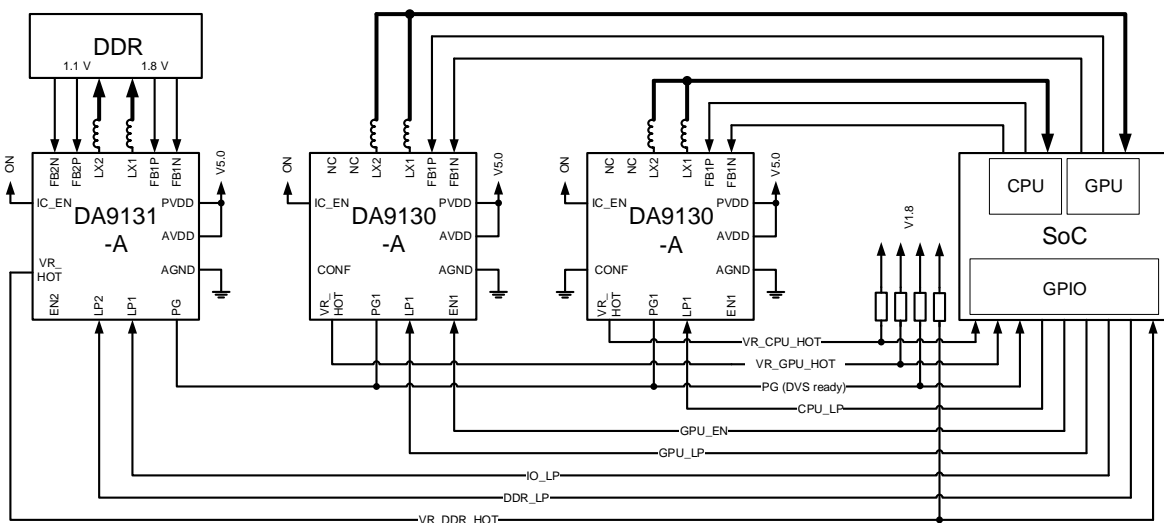 DDR
1.1 V 1.8 V
FB2N FB2P LX2 LX1 FB1P FB1N
ON
V5.0
IC_EN
PVDD
DA9131
-A
AVDD
VR_
HOT
AGND
EN2 LP2 LP1 PG
NC NC LX2 LX1 FB1P FB1N
ON
V5.0
IC_EN
PVDD
DA9130
-A
AVDD
CONF
AGND
VR_
HOT
PG1 LP1 EN1
NC NC LX2 LX1 FB1P FB1N
ON
V5.0
IC_EN
PVDD
DA9130
-A
AVDD
CONF
AGND
VR_
HOT
PG1 LP1 EN1
V1.8
CPU GPU
SoC
GPIO
VR_CPU_HOT
VR_GPU_HOT
PG (DVS ready)
CPU_LP
GPU_EN
GPU_LP
IO_LP
DDR_LP
VR_DDR_HOT